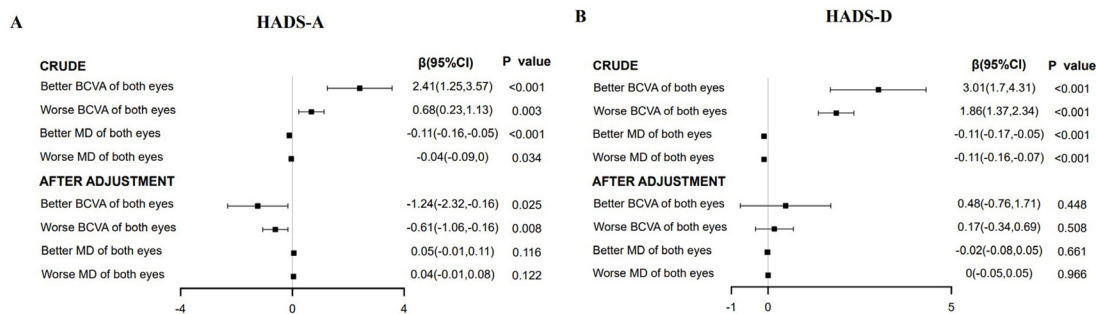 A
HADS-A
β(95%CI) P value
CRUDE
Better BCVA of both eyes 2.41(1.25,3.57) <0.001
Worse BCVA of both eyes 0.68(0.23,1.13) 0.003
Better MD of both eyes -0.11(-0.16,-0.05) <0.001
Worse MD of both eyes -0.04(-0.09,0) 0.034
AFTER ADJUSTMENT
Better BCVA of both eyes -1.24(-2.32,-0.16) 0.025
Worse BCVA of both eyes -0.61(-1.06,-0.16) 0.008
Better MD of both eyes 0.05(-0.01,0.11) 0.116
Worse MD of both eyes 0.04(-0.01,0.08) 0.122
-4 0 4
B
HADS-D
β(95%CI) P value
CRUDE
Better BCVA of both eyes 3.01(1.7,4.31) <0.001
Worse BCVA of both eyes 1.86(1.37,2.34) <0.001
Better MD of both eyes -0.11(-0.17,-0.05) <0.001
Worse MD of both eyes -0.11(-0.16,-0.07) <0.001
AFTER ADJUSTMENT
Better BCVA of both eyes 0.48(-0.76,1.71) 0.448
Worse BCVA of both eyes 0.17(-0.34,0.69) 0.508
Better MD of both eyes -0.02(-0.08,0.05) 0.661
Worse MD of both eyes 0(-0.05,0.05) 0.966
-1 0 5